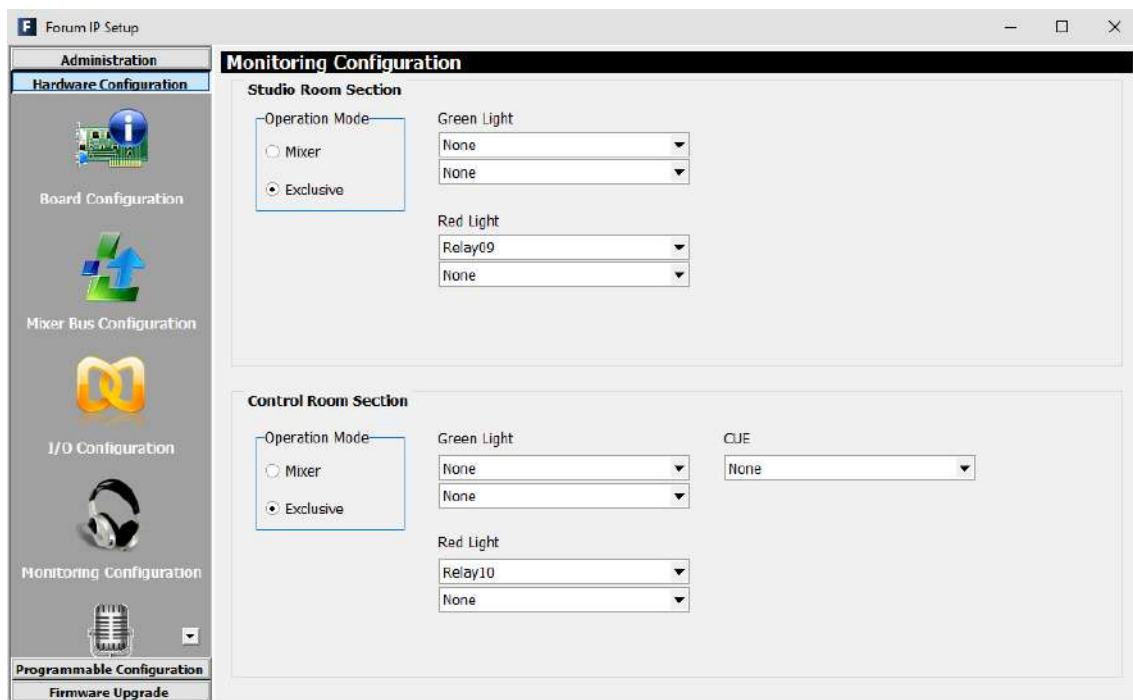 Forum IP Setup
Administration
Hardware Configuration
Board Configuration
Mixer Bus Configuration
I/O Configuration
Monitoring Configuration
Programmable Configuration
Firmware Upgrade
Monitoring Configuration
Studio Room Section
Operation Mode
Mixer
Exclusive
Green Light
None
None
Red Light
Relay09
None
Control Room Section
Operation Mode
Mixer
Exclusive
Green Light
None
None
Red Light
Relay10
None
CUE
None